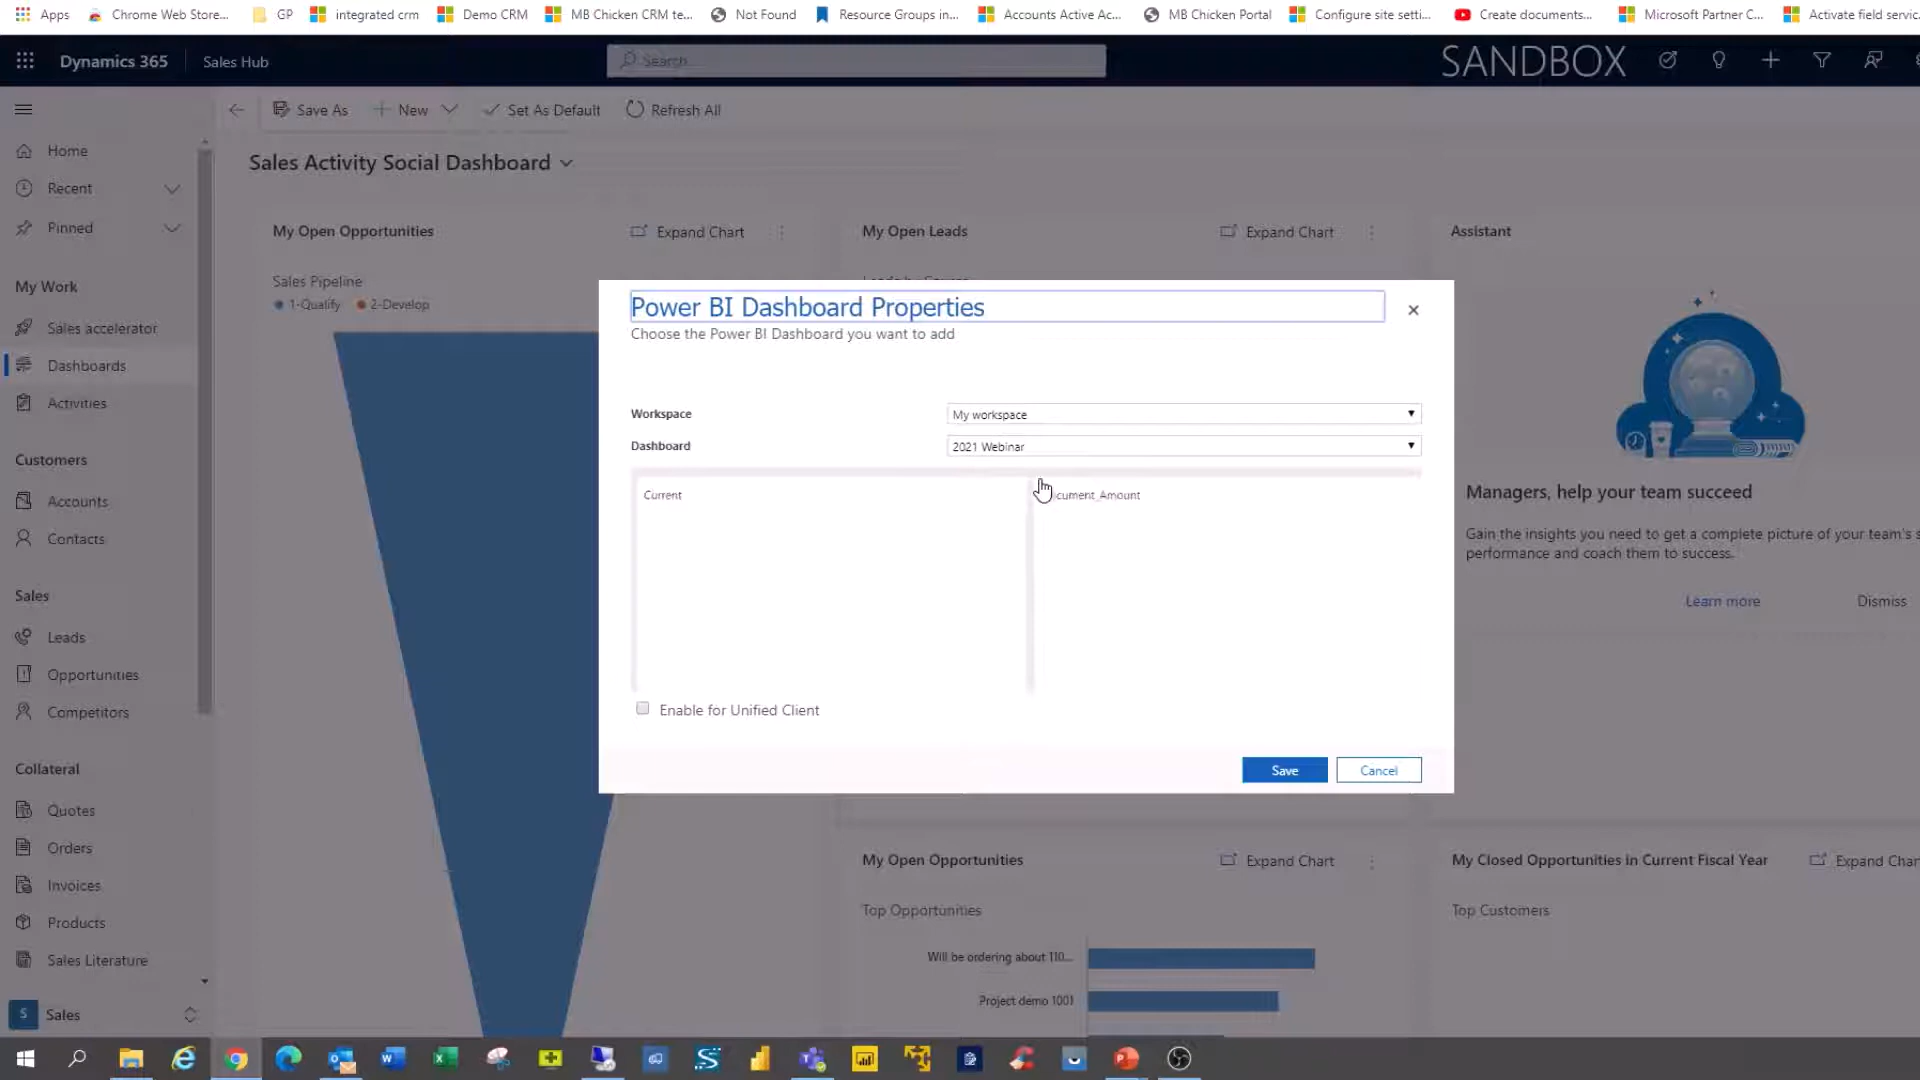 Apps
Chrome Web Store...
GP
integrated crm
Demo CRM
MB Chicken CRM te...
Not Found
Resource Groups in...
Accounts Active Ac...
MB Chicken Portal
Configure site setti...
Create documents...
Microsoft Partner C...
Activate field servic
Dynamics 365
Sales Hub
Search
SANDBOX
Save As
New
Set As Default
Refresh All
Home
Recent
Pinned
My Work
Sales accelerator
Dashboards
Activities
Customers
Accounts
Contacts
Sales
Leads
Opportunities
Competitors
Collateral
Quotes
Orders
Invoices
Products
Sales Literature
S
Sales
Sales Activity Social Dashboard
My Open Opportunities
Expand Chart
Sales Pipeline
1-Qualify
2-Develop
My Open Leads
Expand Chart
Assistant
Managers, help your team succeed
Gain the insights you need to get a complete picture of your team's s
performance and coach them to success.
Learn more
Dismiss
Power BI Dashboard Properties
Choose the Power BI Dashboard you want to add
Workspace
My workspace
Dashboard
2021 Webinar
Current
cument_Amount
Enable for Unified Client
Save
Cancel
My Open Opportunities
Expand Chart
Top Opportunities
Will be ordering about 110...
Project demo 1001
My Closed Opportunities in Current Fiscal Year
Expand Char
Top Customers